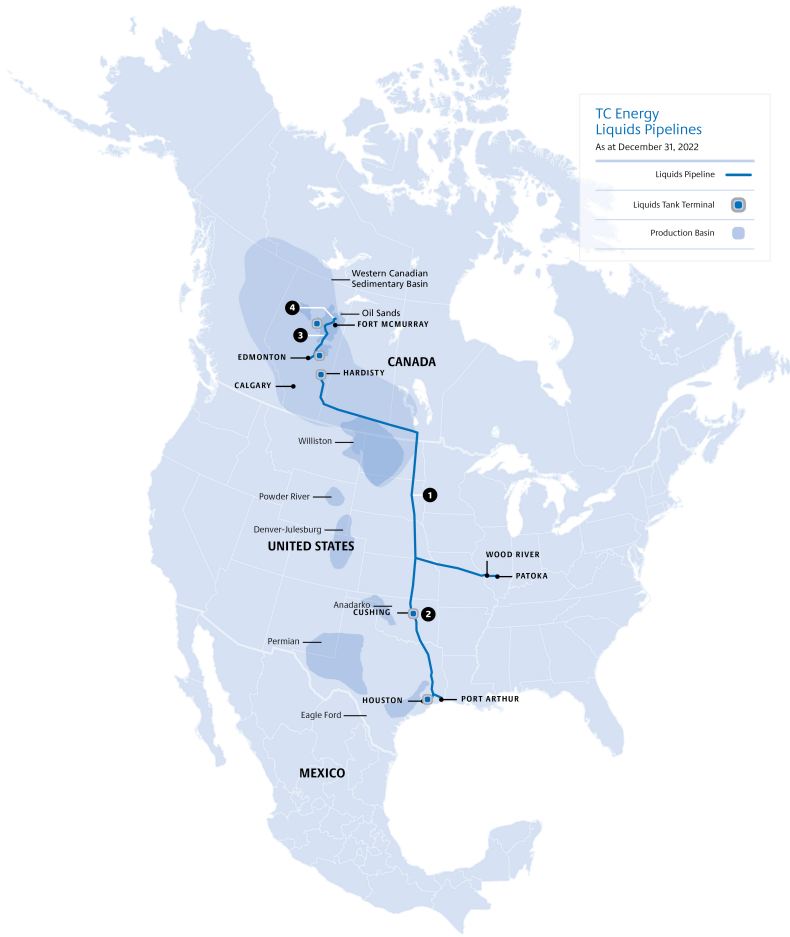 TC Energy
Liquids Pipelines
As at December 31, 2022
Liquids Pipeline
Liquids Tank Terminal
Production Basin
Western Canadian
Sedimentary Basin
4
Oil Sands
FORT MCMURRAY
3
EDMONTON
CANADA
HARDISTY
CALGARY
Williston
1
Powder River
Denver-Julesburg
UNITED STATES
WOOD RIVER
PATOKA
Anadarko
CUSHING
2
Permian
HOUSTON
PORT ARTHUR
Eagle Ford
MEXICO